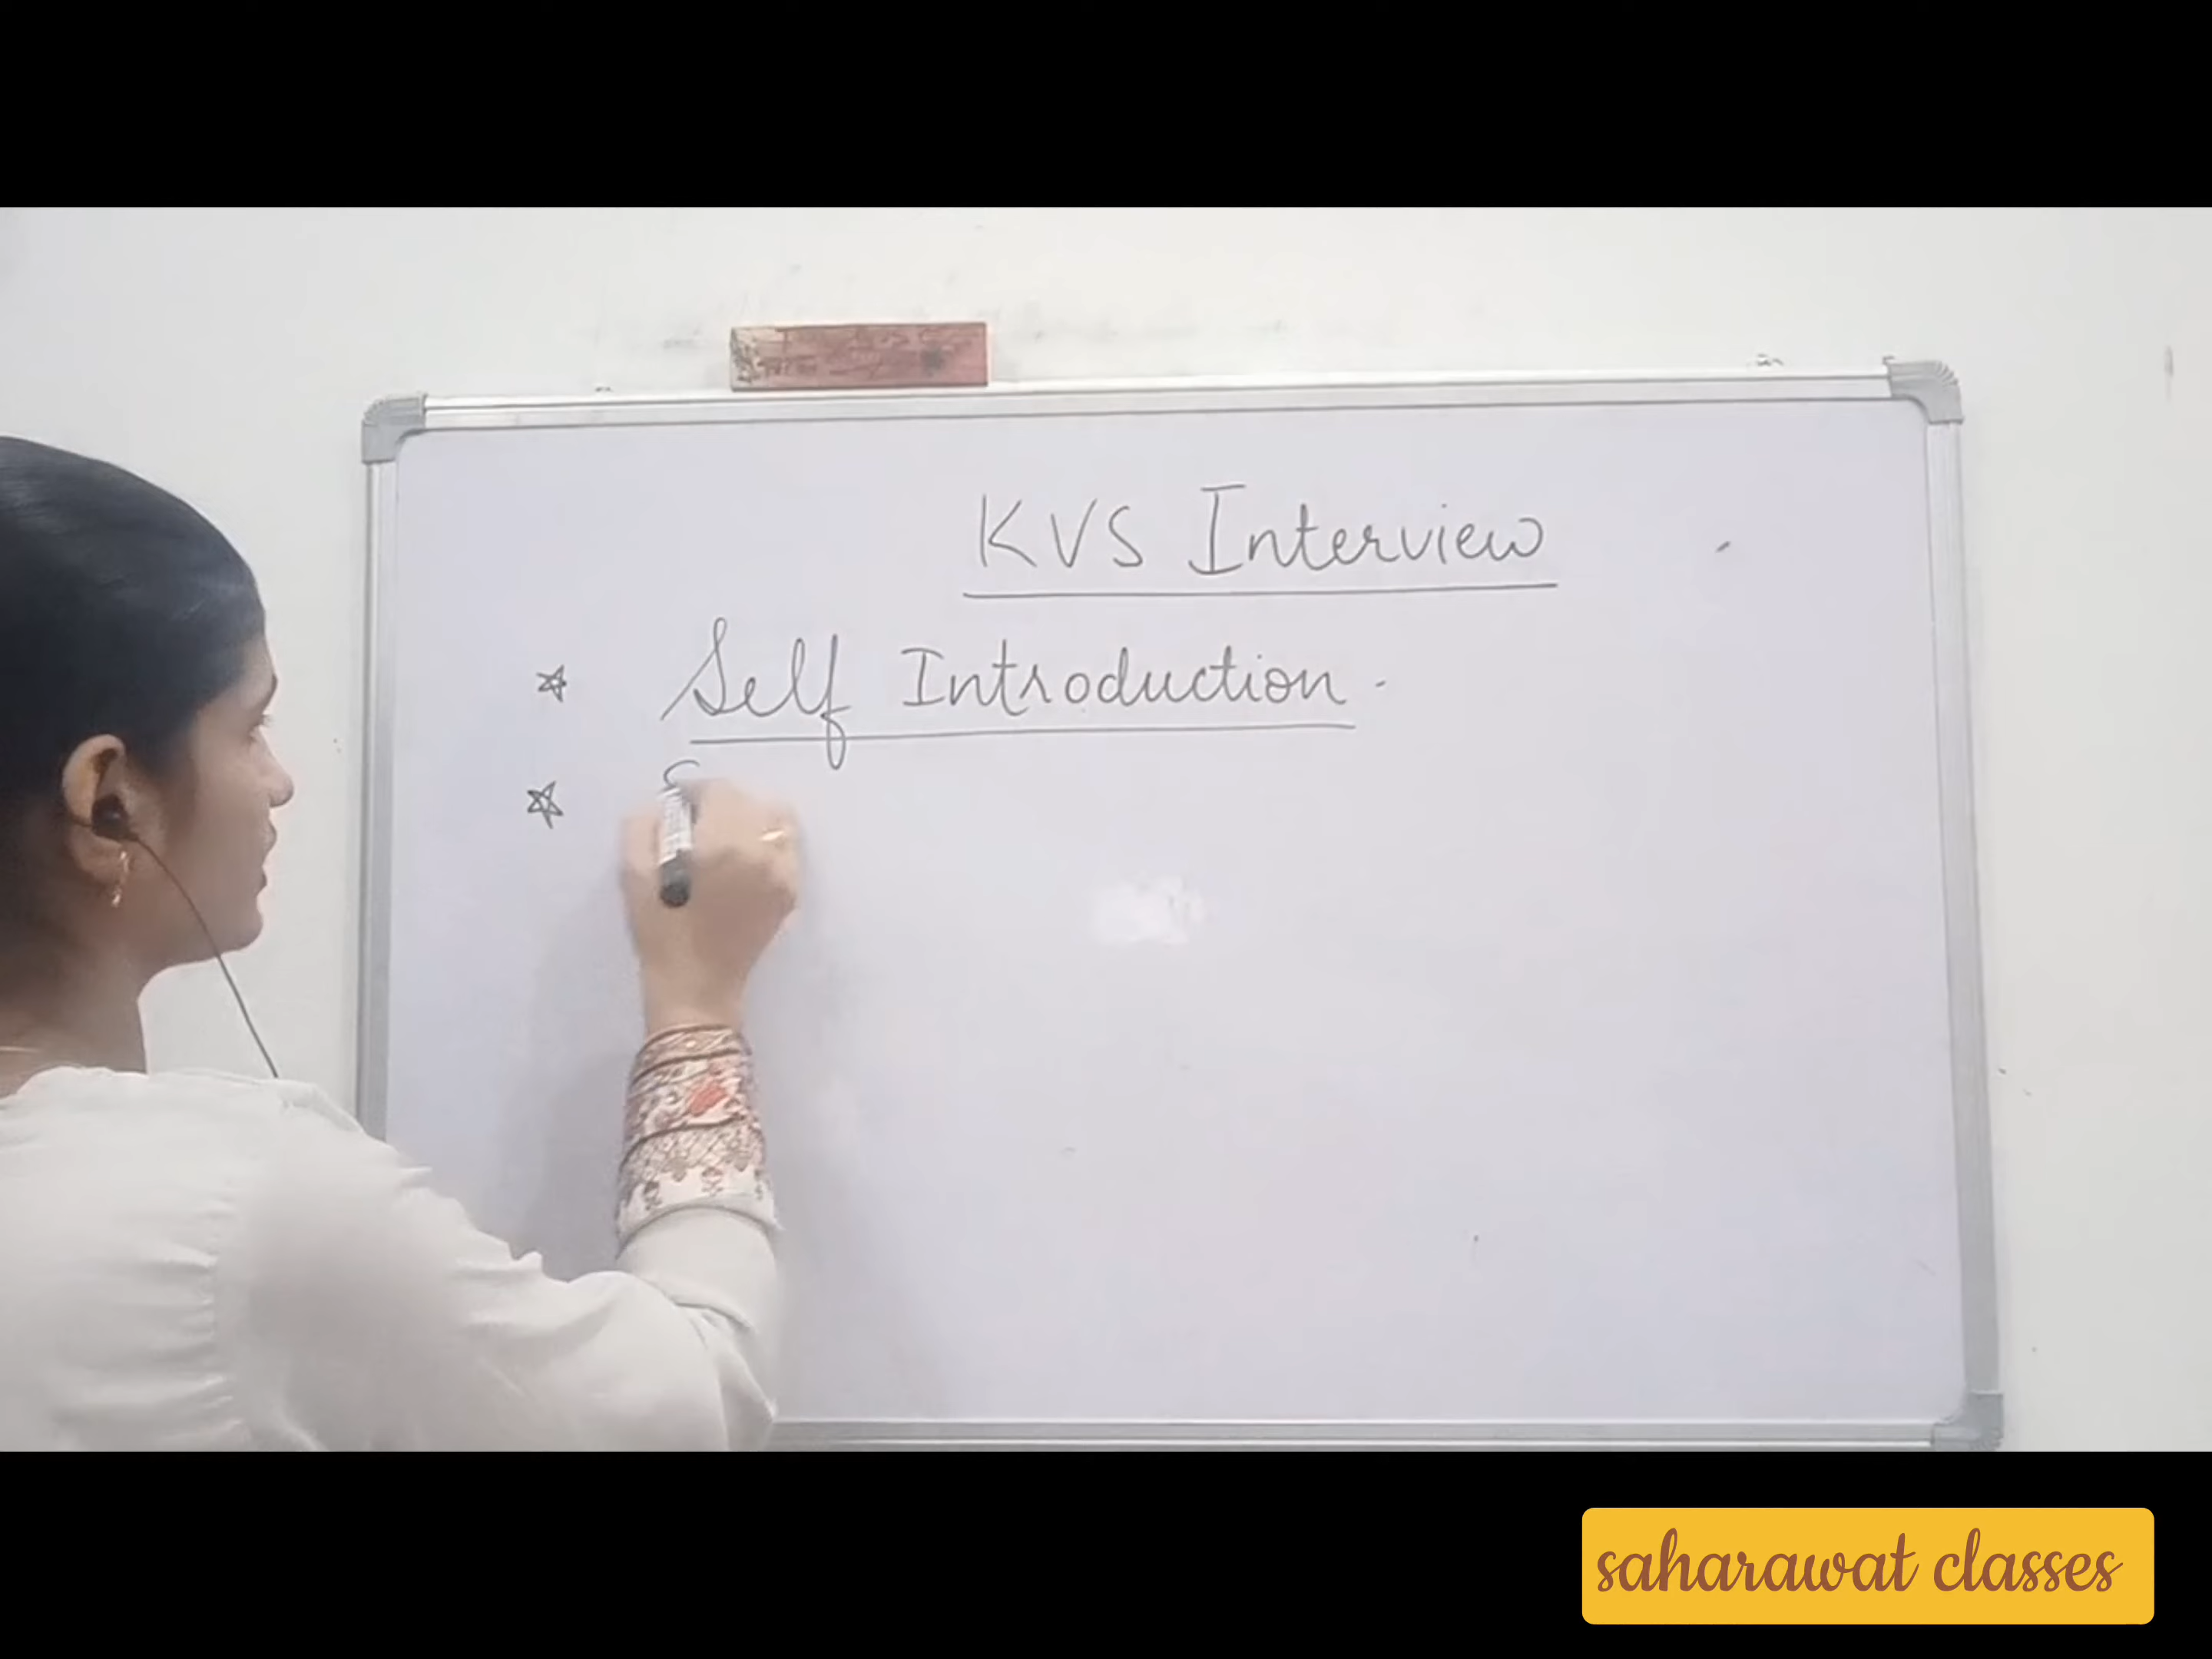 KVS Interview
Self Introduction.
saharawat classes